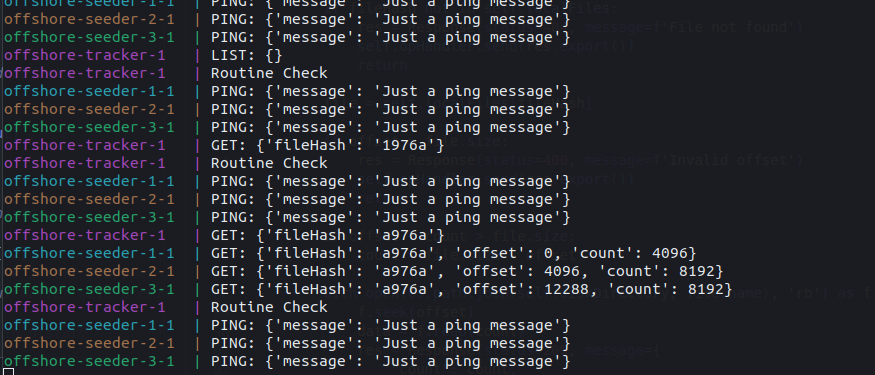 offshore-seeder-1-1 | PING: {'message': 'Just a ping message'}
offshore-seeder-2-1 | PING: {'message': 'Just a ping message'}
offshore-seeder-3-1 | PING: {'message': 'Just a ping message'}
offshore-tracker-1 | LIST: {}
offshore-tracker-1 | Routine Check
offshore-seeder-1-1 | PING: {'message': 'Just a ping message'}
offshore-seeder-2-1 | PING: {'message': 'Just a ping message'}
offshore-seeder-3-1 | PING: {'message': 'Just a ping message'}
offshore-tracker-1 | GET: {'fileHash': '1976a'}
offshore-tracker-1 | Routine Check
offshore-seeder-1-1 | PING: {'message': 'Just a ping message'}
offshore-seeder-2-1 | PING: {'message': 'Just a ping message'}
offshore-seeder-3-1 | PING: {'message': 'Just a ping message'}
offshore-tracker-1 | GET: {'fileHash': 'a976a'}
offshore-seeder-1-1 | GET: {'fileHash': 'a976a', 'offset': 0, 'count': 4096}
offshore-seeder-2-1 | GET: {'fileHash': 'a976a', 'offset': 4096, 'count': 8192}
offshore-seeder-3-1 | GET: {'fileHash': 'a976a', 'offset': 12288, 'count': 8192}
offshore-tracker-1 | Routine Check
offshore-seeder-1-1 | PING: {'message': 'Just a ping message'}
offshore-seeder-2-1 | PING: {'message': 'Just a ping message'}
offshore-seeder-3-1 | PING: {'message': 'Just a ping message'}